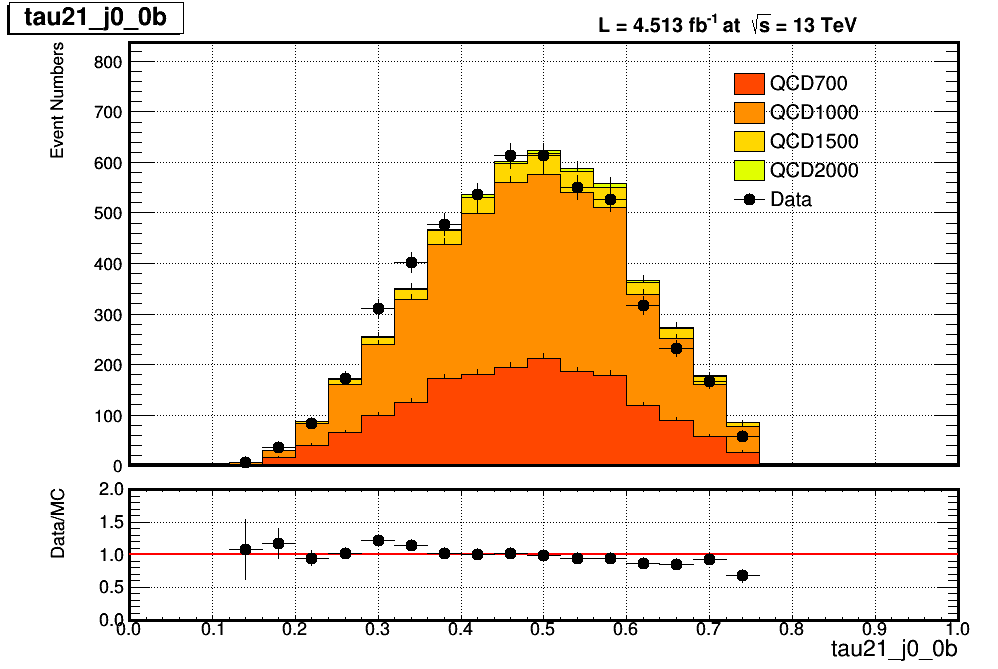 tau21_j0_0b
L = 4.513 fb⁻¹ at √s = 13 TeV
Event Numbers
800
700
600
500
400
300
200
100
0
QCD700
QCD1000
QCD1500
QCD2000
Data
Data/MC
2.0
1.5
1.0
0.5
0.0
0.0 0.1 0.2 0.3 0.4 0.5 0.6 0.7 0.8 0.9 1.0
tau21_j0_0b